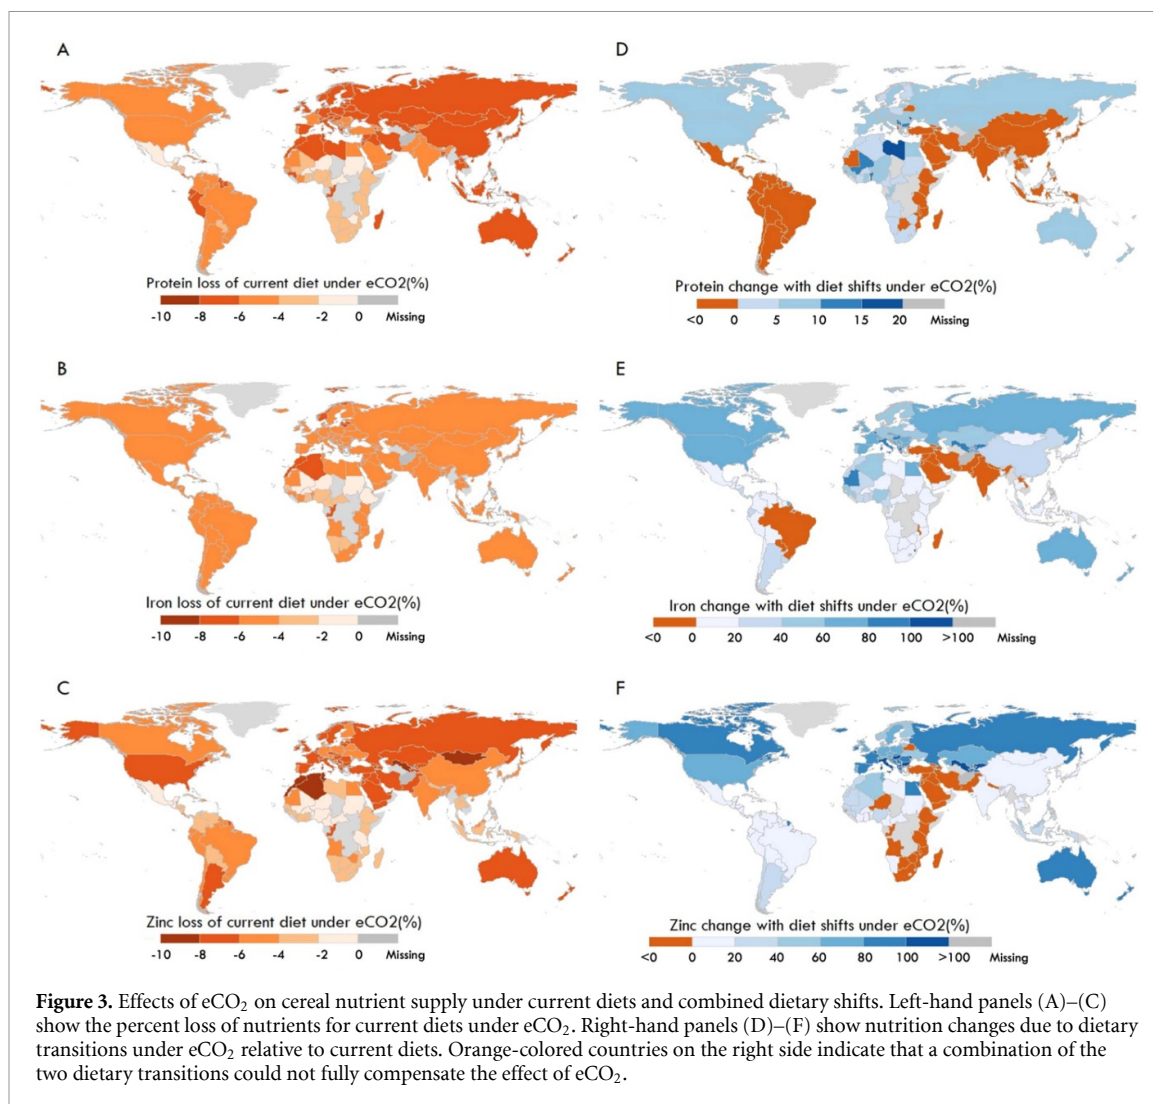 A
Protein loss of current diet under eCO2(%)
-10 -8 -6 -4 -2 0 Missing
D
Protein change with diet shifts under eCO2(%)
<0 0 5 10 15 20 Missing
B
Iron loss of current diet under eCO2(%)
-10 -8 -6 -4 -2 0 Missing
E
Iron change with diet shifts under eCO2(%)
<0 0 20 40 60 80 100 >100 Missing
C
Zinc loss of current diet under eCO2(%)
-10 -8 -6 -4 -2 0 Missing
F
Zinc change with diet shifts under eCO2(%)
<0 0 20 40 60 80 100 >100 Missing
Figure 3. Effects of eCO₂ on cereal nutrient supply under current diets and combined dietary shifts. Left-hand panels (A)–(C)
show the percent loss of nutrients for current diets under eCO₂. Right-hand panels (D)–(F) show nutrition changes due to dietary
transitions under eCO₂ relative to current diets. Orange-colored countries on the right side indicate that a combination of the
two dietary transitions could not fully compensate the effect of eCO₂.